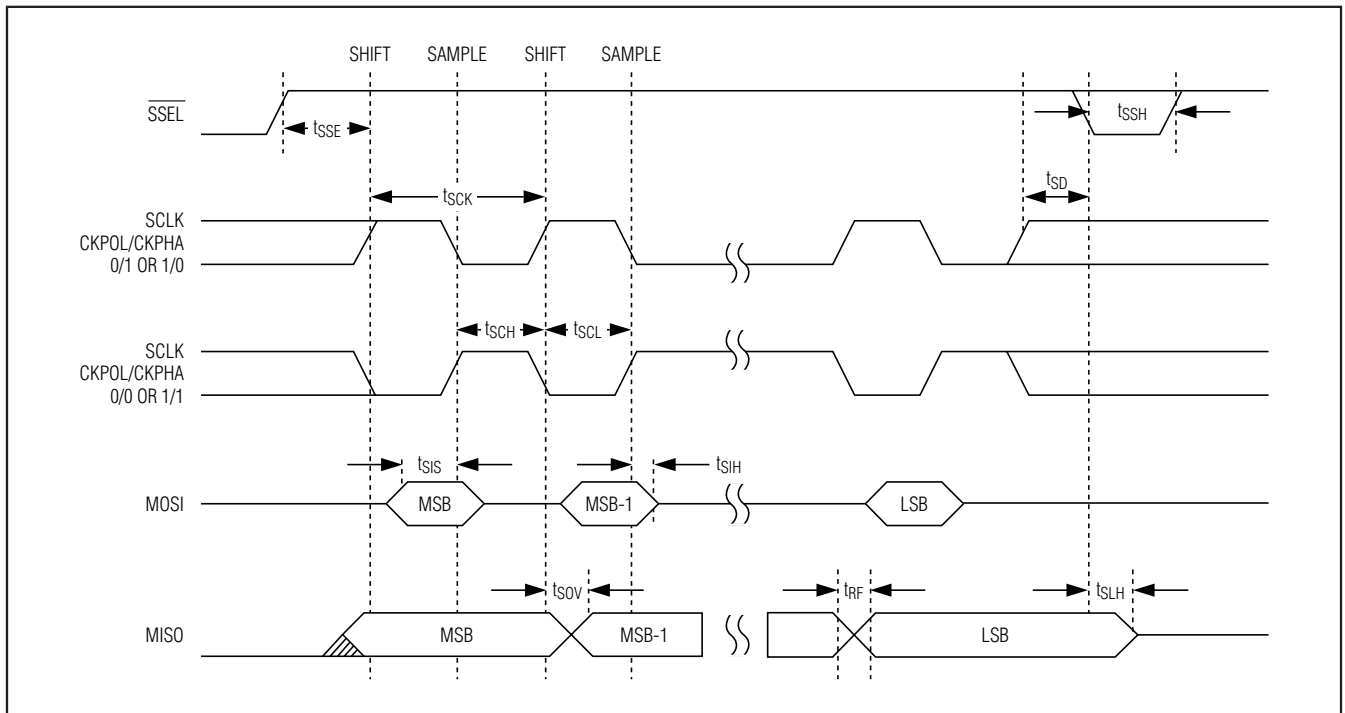 SHIFT SAMPLE SHIFT SAMPLE
SSEL
tSSE
tSSH
tSCK
tSD
SCLK
CKPOL/CKPHA
0/1 OR 1/0
tSCH
tSCL
SCLK
CKPOL/CKPHA
0/0 OR 1/1
tSIS
tSIH
MOSI
MSB
MSB-1
LSB
tSOV
tRF
tSLH
MISO
MSB
MSB-1
LSB